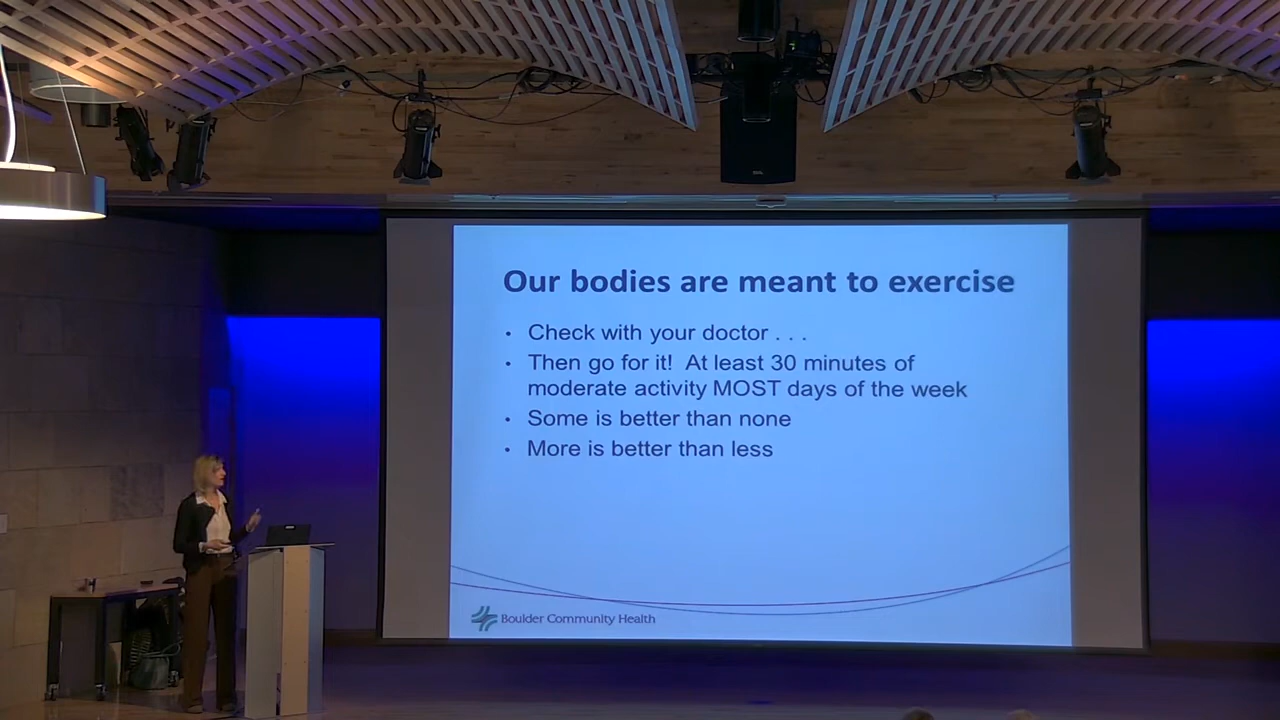 Our bodies are meant to exercise
• Check with your doctor . . .
• Then go for it! At least 30 minutes of
moderate activity MOST days of the week
• Some is better than none
• More is better than less
Boulder Community Health